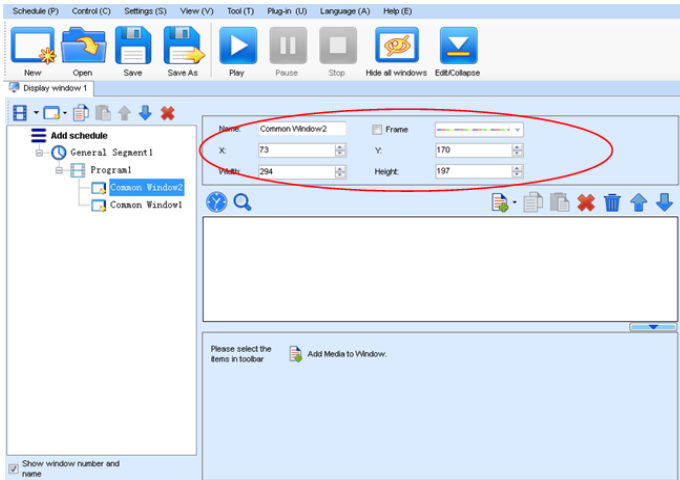 Schedule (P) Control (C) Settings (S) View (V) Tool (T) Plug-in (U) Language (A) Help (E)
New Open Save Save As Play Pause Stop Hide all windows Edit/Collapse
Display window 1
Add schedule
General Segment1
Program1
Common Window2
Common Window1
Show window number and
name
Name: Common Window2 Frame
X: 73 Y: 170
Width: 294 Height: 197
Please select the
items in toolbar
Add Media to Window.